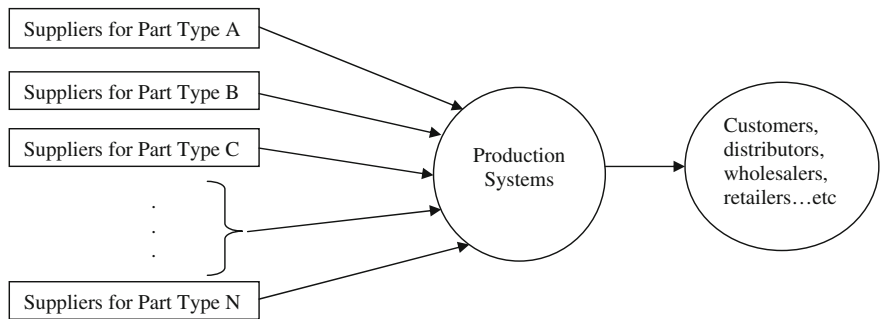 Suppliers for Part Type A
Suppliers for Part Type B
Suppliers for Part Type C
.
.
.
Suppliers for Part Type N
Production
Systems
Customers,
distributors,
wholesalers,
retailers…etc